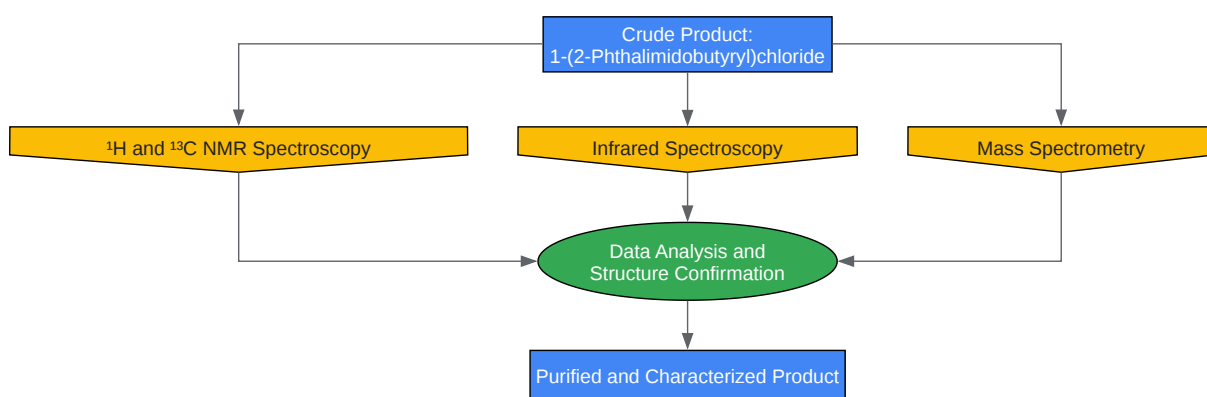 Crude Product:
1-(2-Phthalimidobutyryl)chloride
¹H and ¹³C NMR Spectroscopy
Infrared Spectroscopy
Mass Spectrometry
Data Analysis and
Structure Confirmation
Purified and Characterized Product